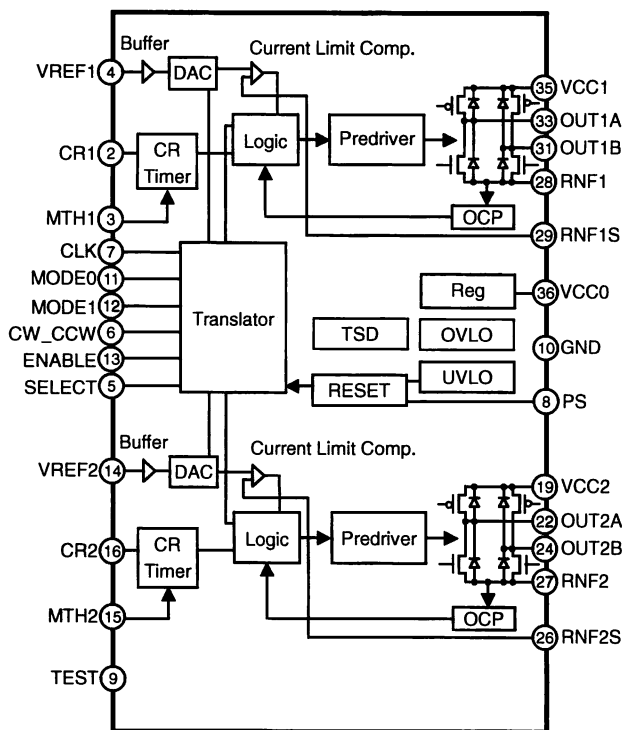 Buffer
Current Limit Comp.
VREF1 4 DAC 35 VCC1
33 OUT1A
CR1 2 CR Timer Logic Predriver 31 OUT1B
28 RNF1
MTH1 3 OCP
29 RNF1S
CLK 7
MODE0 11 Reg 36 VCC0
MODE1 12 Translator
CW_CCW 6 TSD OVLO 10 GND
ENABLE 13
SELECT 5 RESET UVLO 8 PS
Buffer
Current Limit Comp.
VREF2 14 DAC 19 VCC2
22 OUT2A
CR2 16 CR Timer Logic Predriver 24 OUT2B
27 RNF2
MTH2 15 OCP
26 RNF2S
TEST 9